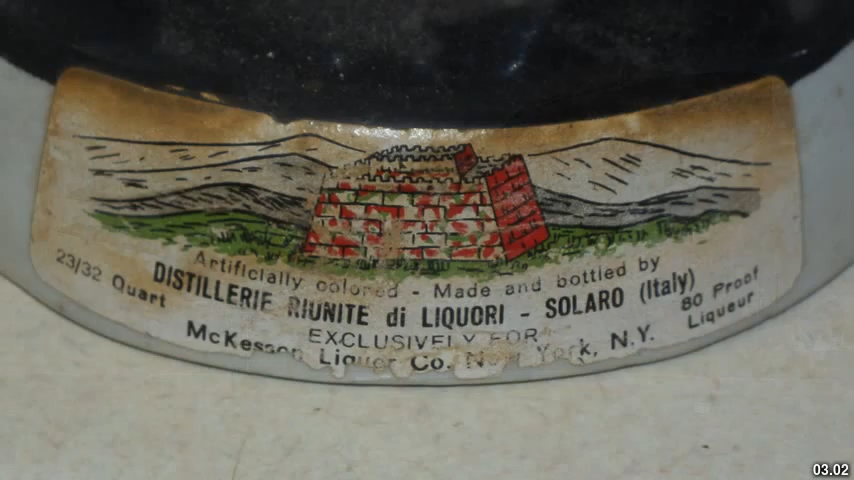 Artificially colored - Made and bottled by
23/32 Quart
DISTILLERIE RIUNITE di LIQUORI - SOLARO (Italy)
80 Proof
Liqueur
EXCLUSIVELY FOR
McKesson Liquor Co. New York, N.Y.
03.02